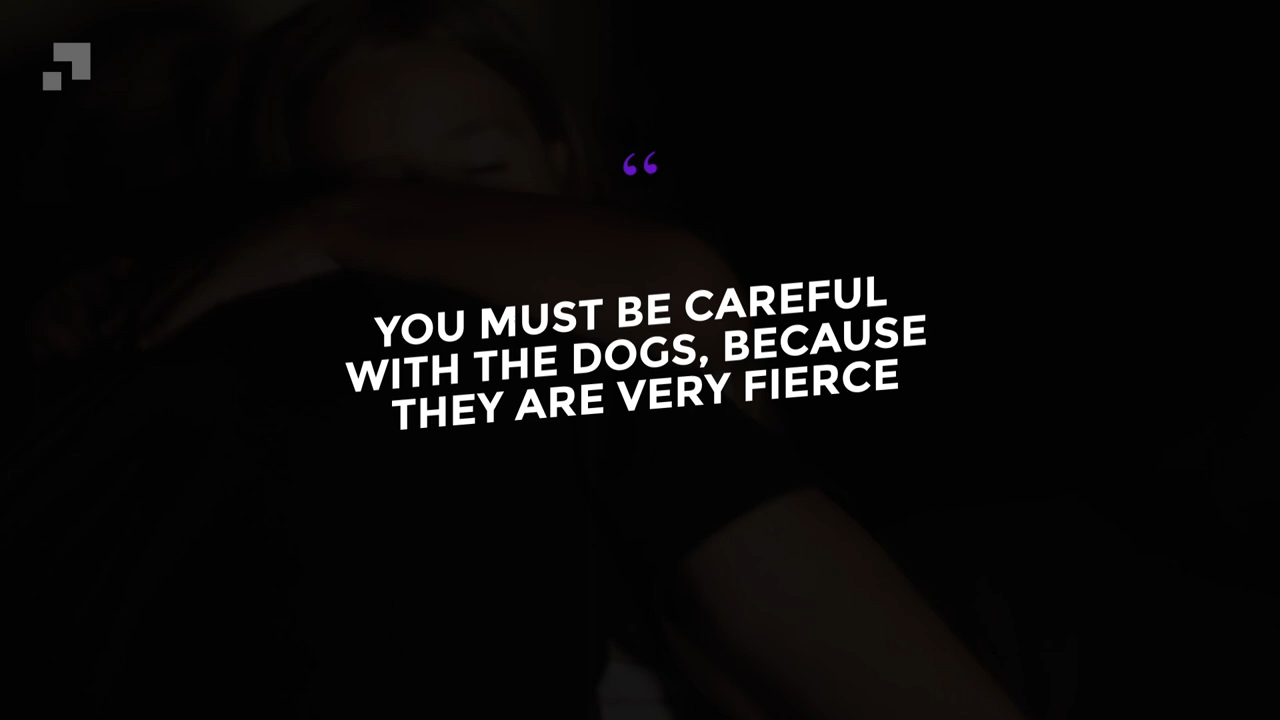 “
YOU MUST BE CAREFUL
WITH THE DOGS, BECAUSE
THEY ARE VERY FIERCE